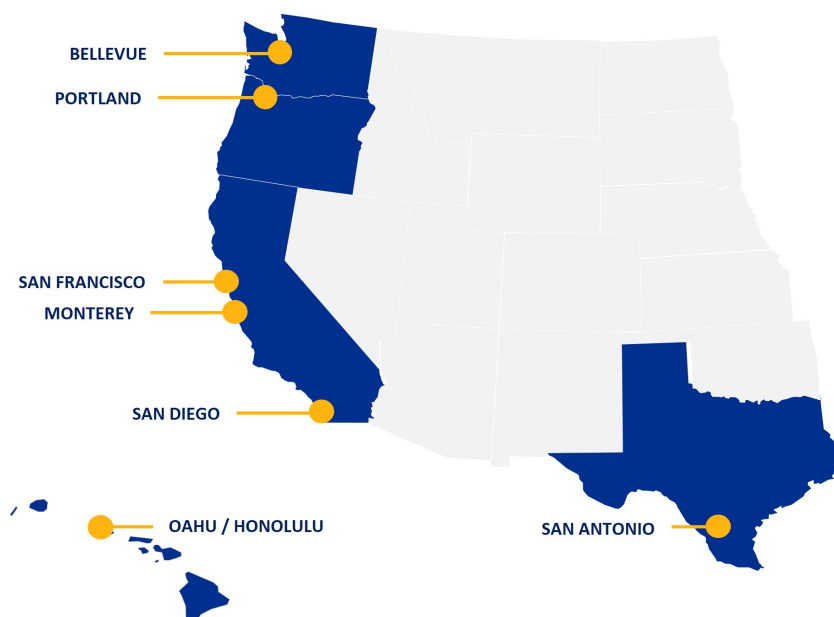 BELLEVUE
PORTLAND
SAN FRANCISCO
MONTEREY
SAN DIEGO
OAHU / HONOLULU
SAN ANTONIO